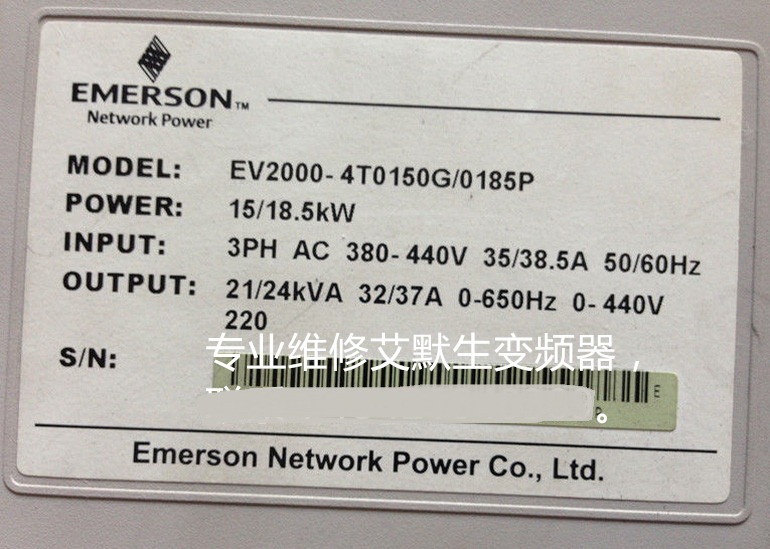 EMERSON™
Network Power
MODEL: EV2000-4T0150G/0185P
POWER: 15/18.5kW
INPUT: 3PH AC 380-440V 35/38.5A 50/60Hz
OUTPUT: 21/24kVA 32/37A 0-650Hz 0-440V
220
S/N:
专业维修艾默生变频器，
。
E
P
Emerson Network Power Co., Ltd.